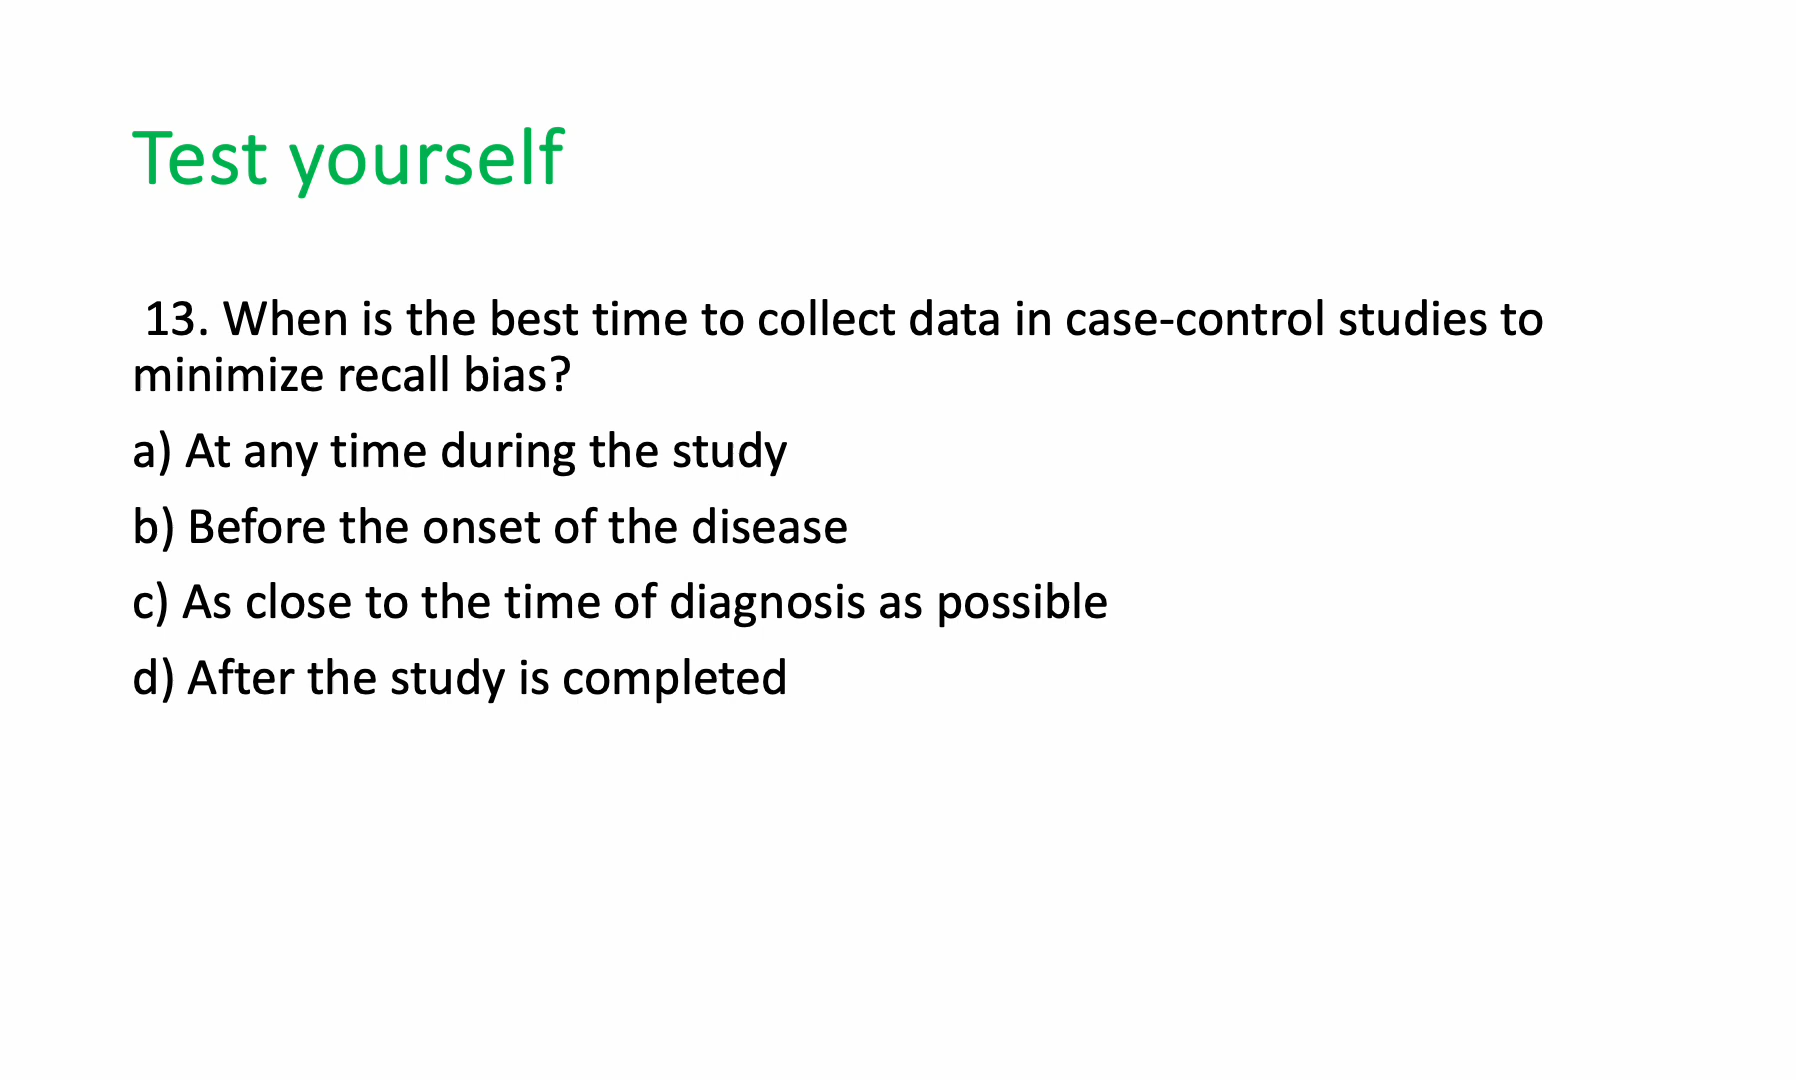 Test yourself
13. When is the best time to collect data in case-control studies to
minimize recall bias?
a) At any time during the study
b) Before the onset of the disease
c) As close to the time of diagnosis as possible
d) After the study is completed